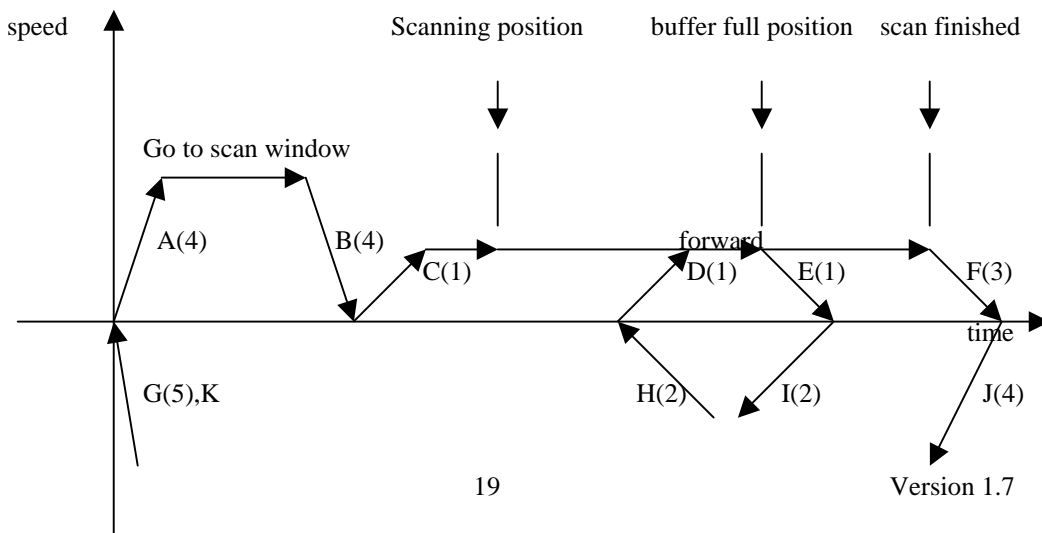 speed
Scanning position
buffer full position
scan finished
Go to scan window
A(4)
B(4)
C(1)
forward
D(1)
E(1)
F(3)
time
G(5),K
H(2)
I(2)
J(4)
19
Version 1.7